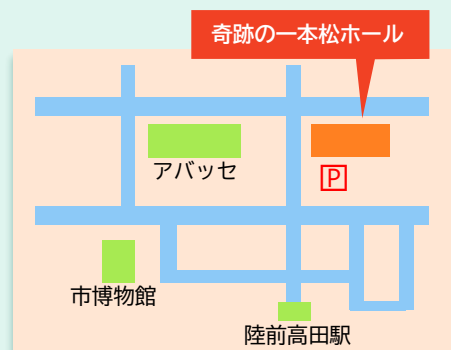 奇跡の一本松ホール
アバッセ
P
市博物館
陸前高田駅